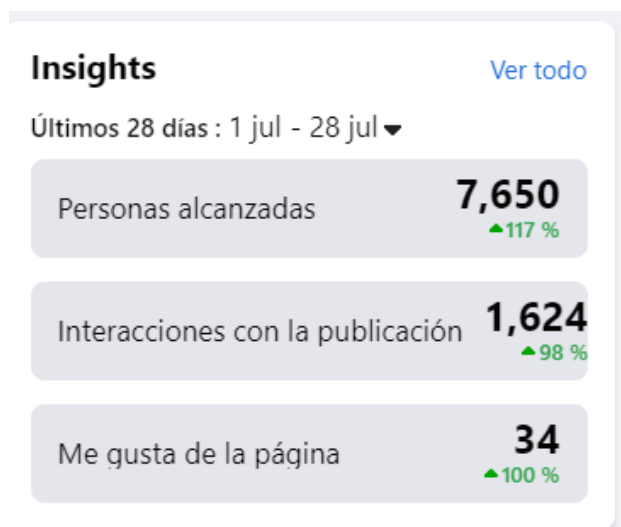 Insights Ver todo
Últimos 28 días : 1 jul - 28 jul
Personas alcanzadas 7,650
117 %
Interacciones con la publicación 1,624
98 %
Me gusta de la página 34
100 %